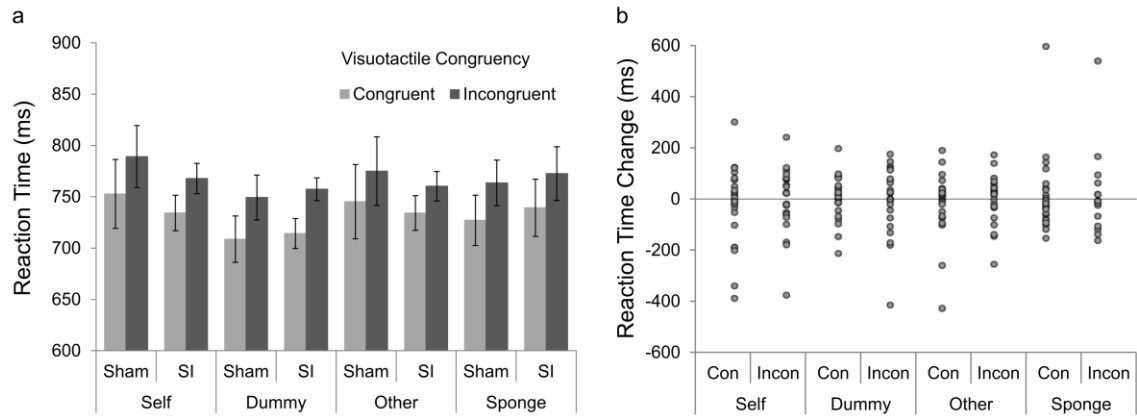 a
900
850
800
750
700
650
600
Reaction Time (ms)
Visuotactile Congruency
Congruent Incongruent
Sham SI Sham SI Sham SI Sham SI
Self Dummy Other Sponge
b
600
400
200
0
-200
-400
-600
Reaction Time Change (ms)
Con Incon Con Incon Con Incon Con Incon
Self Dummy Other Sponge